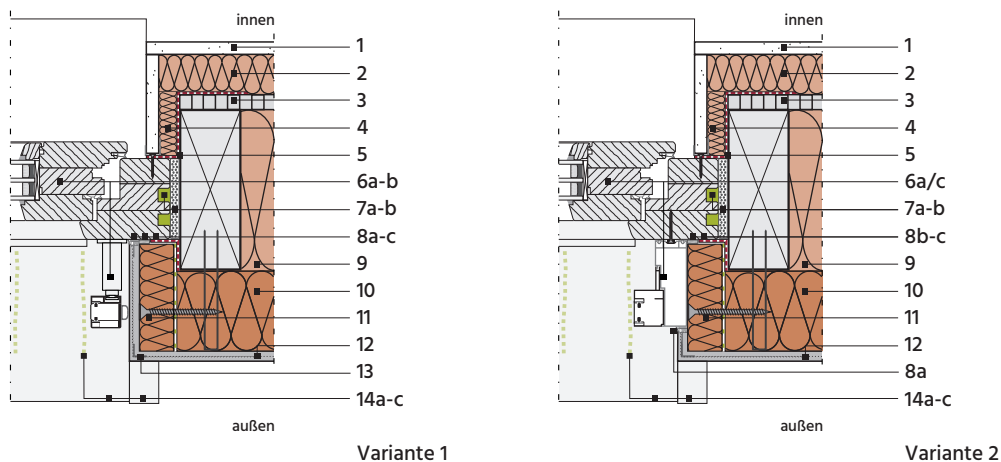 innen
1
2
3
4
5
6a-b
7a-b
8a-c
9
10
11
12
13
14a-c
außen
Variante 1
innen
1
2
3
4
5
6a/c
7a-b
8b-c
9
10
11
12
8a
14a-c
außen
Variante 2